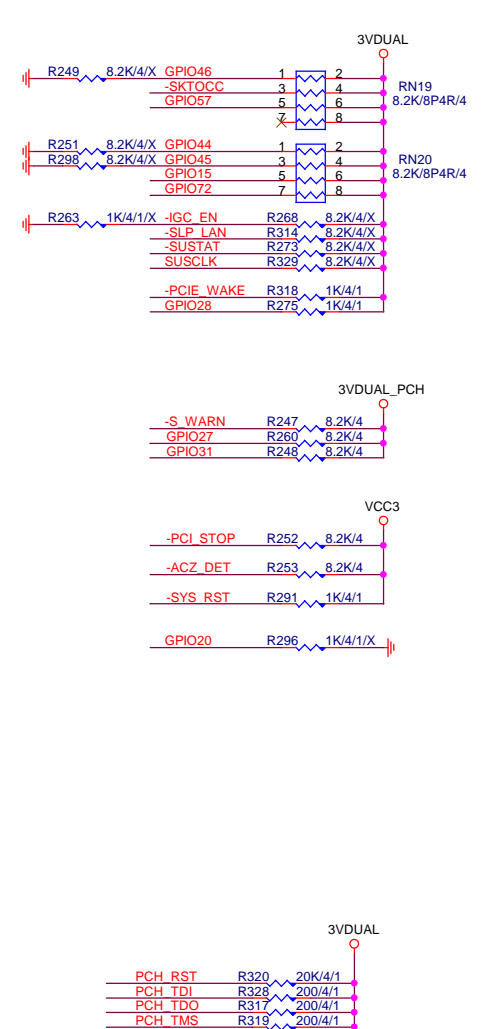 3VDUAL
R249 8.2K/4/X GPIO46 1 2
-SKTOCC 3 4 RN19
GPIO57 5 6 8.2K/8P4R/4
7 8
R251 8.2K/4/X GPIO44 1 2
R298 8.2K/4/X GPIO45 3 4 RN20
GPIO15 5 6 8.2K/8P4R/4
GPIO72 7 8
R263 1K/4/1/X -IGC_EN R268 8.2K/4/X
-SLP_LAN R314 8.2K/4/X
-SUSTAT R273 8.2K/4/X
SUSCLK R329 8.2K/4/X
-PCIE_WAKE R318 1K/4/1
GPIO28 R275 1K/4/1
3VDUAL_PCH
-S_WARN R247 8.2K/4
GPIO27 R260 8.2K/4
GPIO31 R248 8.2K/4
VCC3
-PCI_STOP R252 8.2K/4
-ACZ_DET R253 8.2K/4
-SYS_RST R291 1K/4/1
GPIO20 R296 1K/4/1/X
3VDUAL
PCH_RST R320 20K/4/1
PCH_TDI R328 200/4/1
PCH_TDO R317 200/4/1
PCH_TMS R319 200/4/1